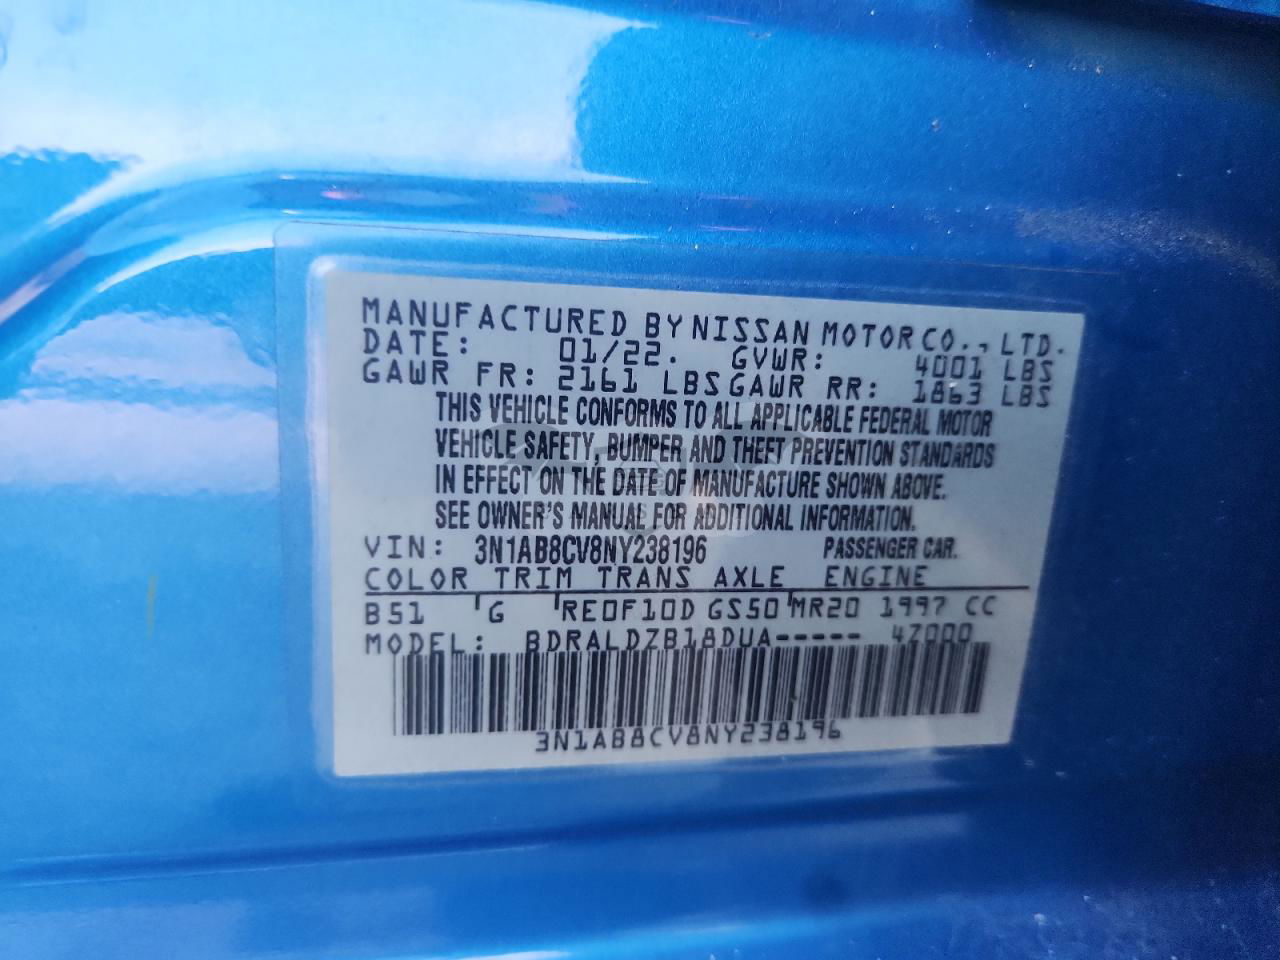 MANUFACTURED BY NISSAN MOTOR CO., LTD.
DATE: 01/22. GVWR: 4001 LBS
GAWR FR: 2161 LBS GAWR RR: 1863 LBS
THIS VEHICLE CONFORMS TO ALL APPLICABLE FEDERAL MOTOR
VEHICLE SAFETY, BUMPER AND THEFT PREVENTION STANDARDS
IN EFFECT ON THE DATE OF MANUFACTURE SHOWN ABOVE.
SEE OWNER'S MANUAL FOR ADDITIONAL INFORMATION.
VIN: 3N1AB8CV8NY238196 PASSENGER CAR.
COLOR TRIM TRANS AXLE ENGINE
B51 G RE0F10D GS50 MR20 1997 CC
MODEL: BDRALDZB18DUA----- 4Z000
3N1AB8CV8NY238196